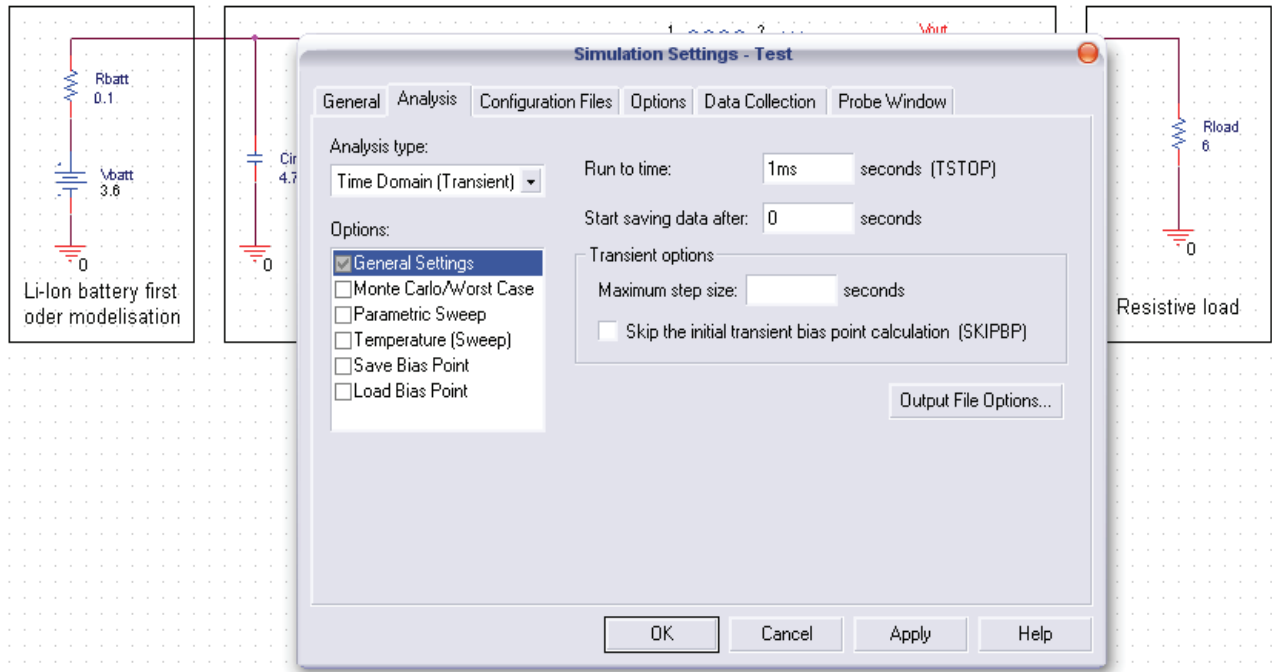 1
2
Vout
Simulation Settings - Test
Rbatt
0.1
Vbatt
3.6
0
Li-Ion battery first
oder modelisation
4.7
0
General
Analysis
Configuration Files
Options
Data Collection
Probe Window
Analysis type:
Time Domain (Transient)
Options:
General Settings
Monte Carlo/Worst Case
Parametric Sweep
Temperature (Sweep)
Save Bias Point
Load Bias Point
Run to time:
1ms
seconds (TSTOP)
Start saving data after:
0
seconds
Transient options
Maximum step size:
seconds
Skip the initial transient bias point calculation (SKIPBP)
Output File Options...
OK
Cancel
Apply
Help
Rload
6
0
Resistive load